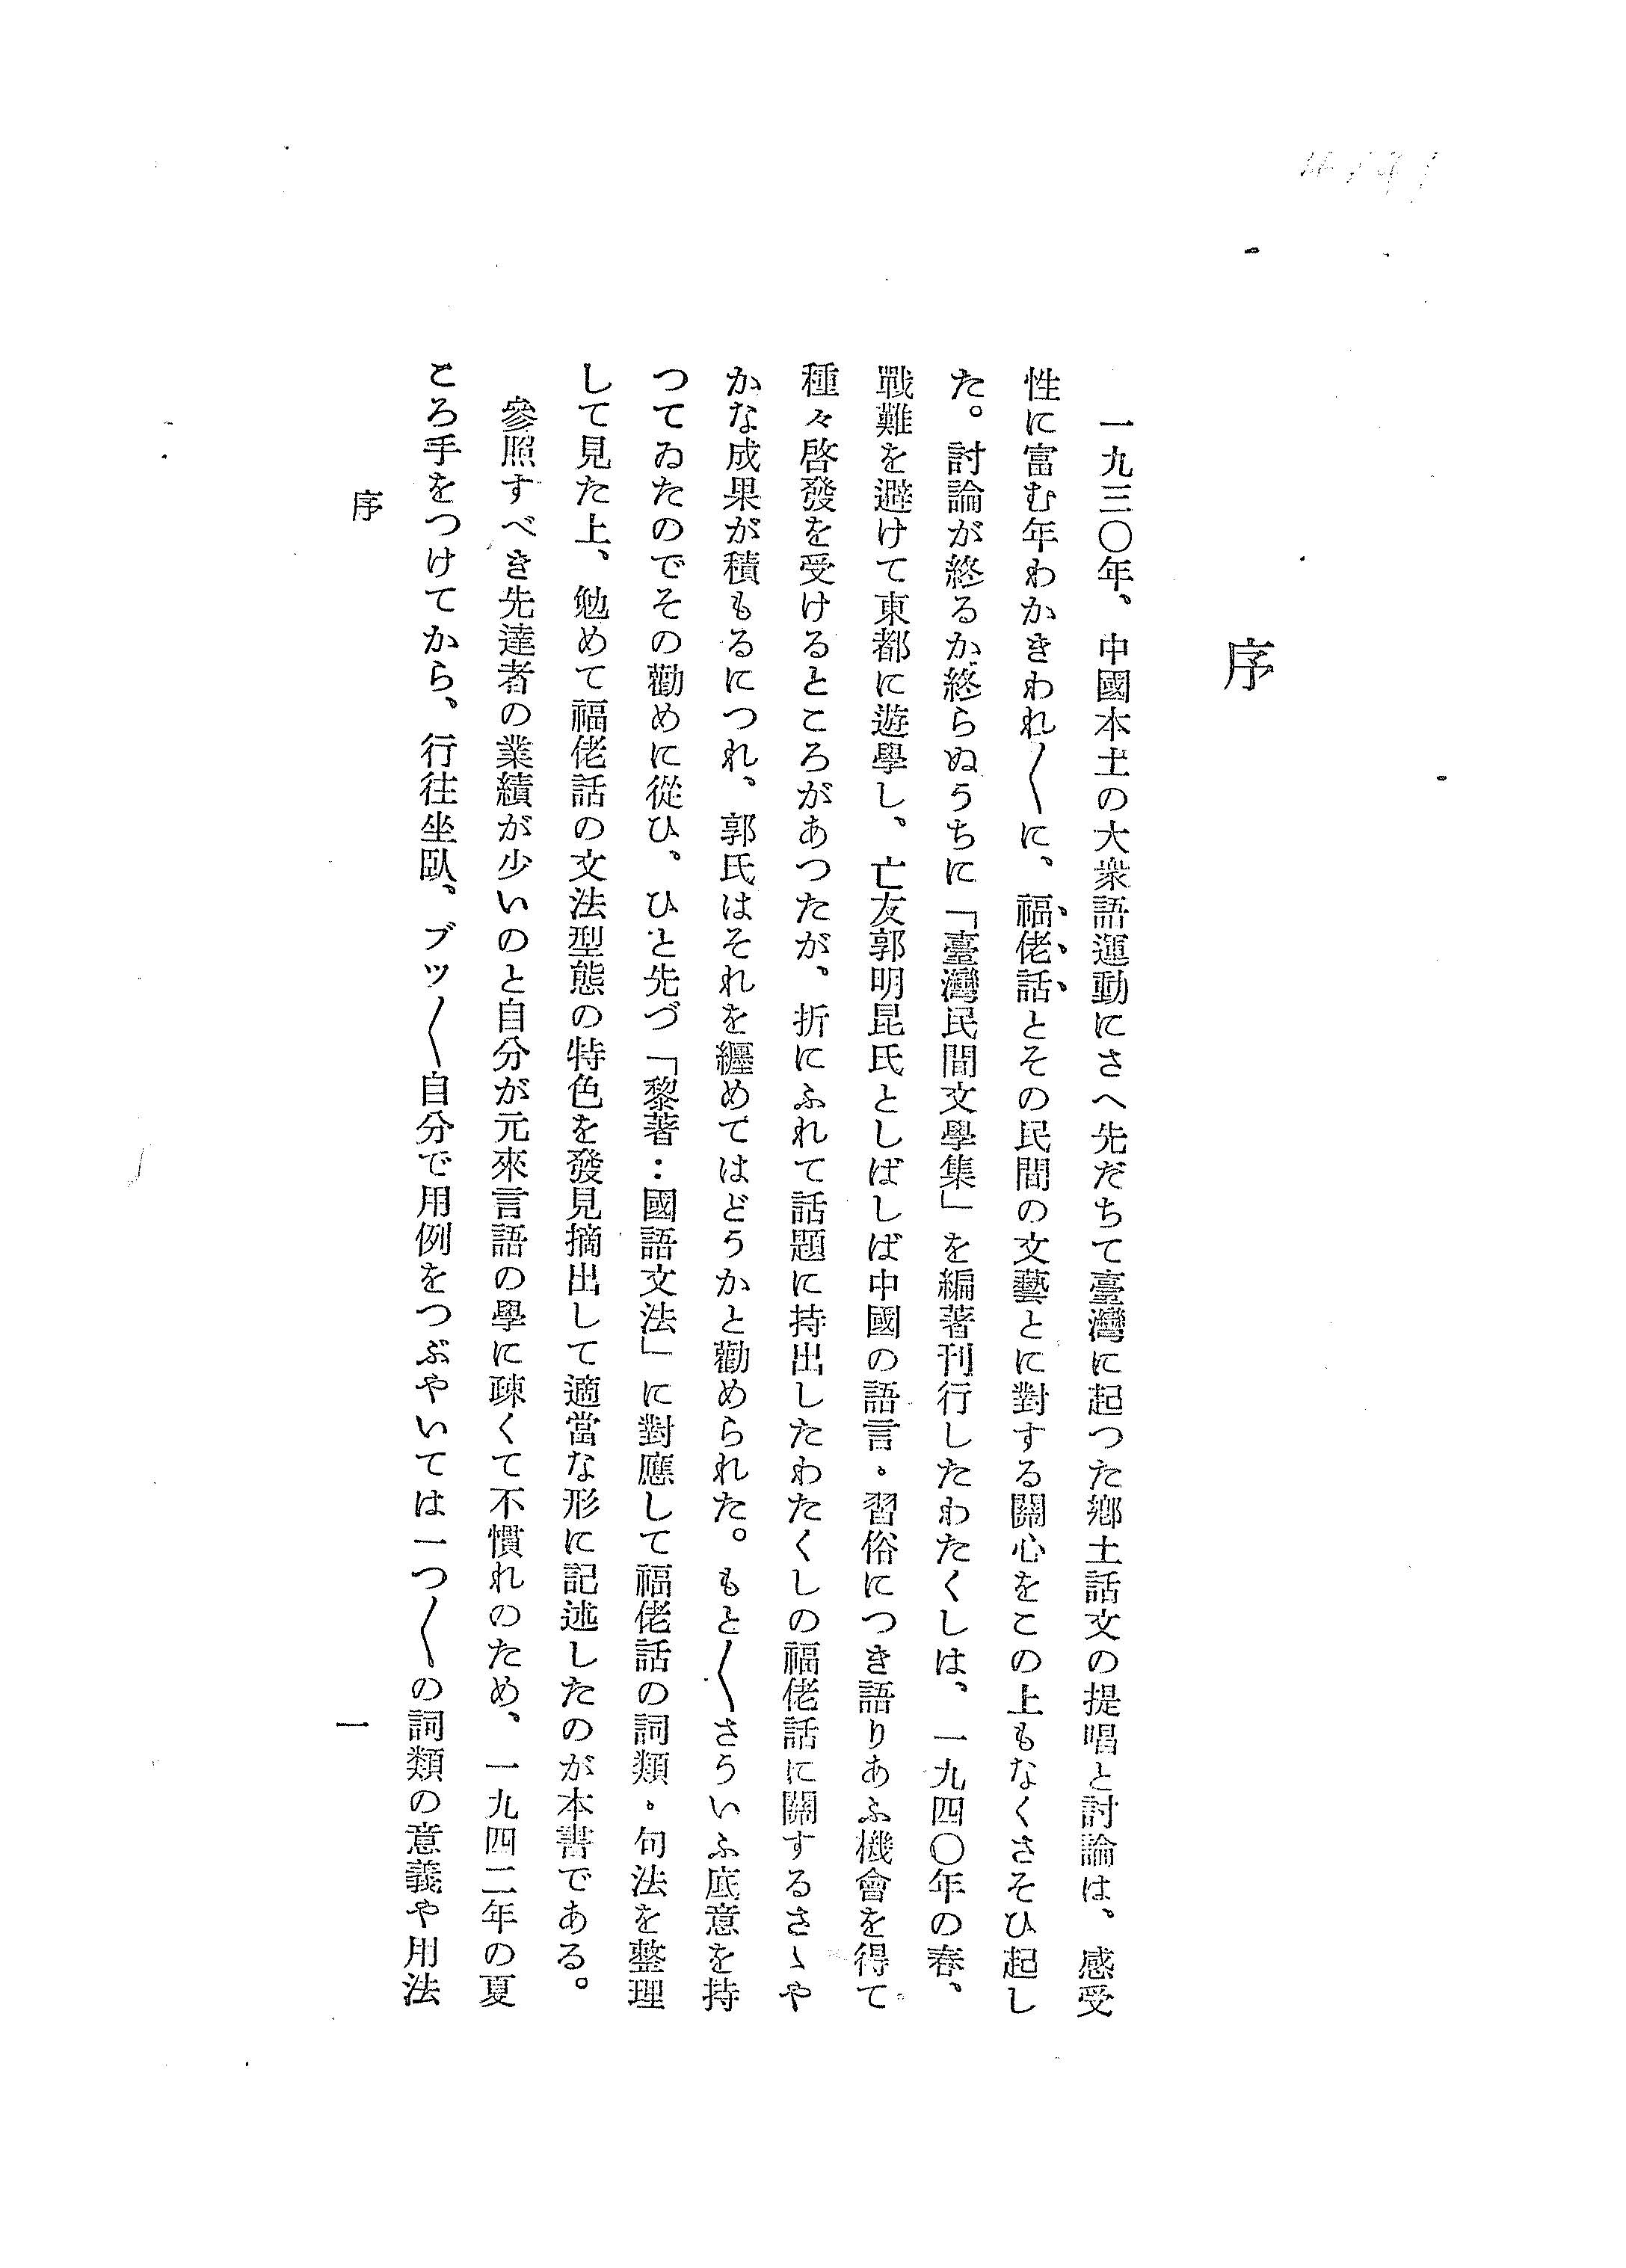 序
一九三〇年、中國本土の大衆語運動にさへ先だちて臺灣に起つた鄕土話文の提唱と討論は、感受
性に富む年わかきわれ〱に、福佬話とその民間の文藝とに對する關心をこの上もなくさそひ起し
た。討論が終るか終らぬうちに「臺灣民間文學集」を編著刊行したわたくしは、一九四〇年の春、
戰難を避けて東都に遊學し、亡友郭明昆氏としばしば中國の語言。習俗につき語りあふ機會を得て
種々啓發を受けるところがあつたが、折にふれて話題に持出したわたくしの福佬話に關するさゝや
かな成果が積もるにつれ、郭氏はそれを纏めてはどうかと勸められた。もと〱さういふ底意を持
つてゐたのでその勸めに從ひ、ひと先づ「黎著：國語文法」に對應して福佬話の詞類。句法を整理
して見た上、勉めて福佬話の文法型態の特色を發見摘出して適當な形に記述したのが本書である。
參照すべき先達者の業績が少いのと自分が元來言語の學に疎くて不慣れのため、一九四二年の夏
ころ手をつけてから、行往坐臥、ブツ〱自分で用例をつぶやいては一つ〱の詞類の意義や用法
序
一